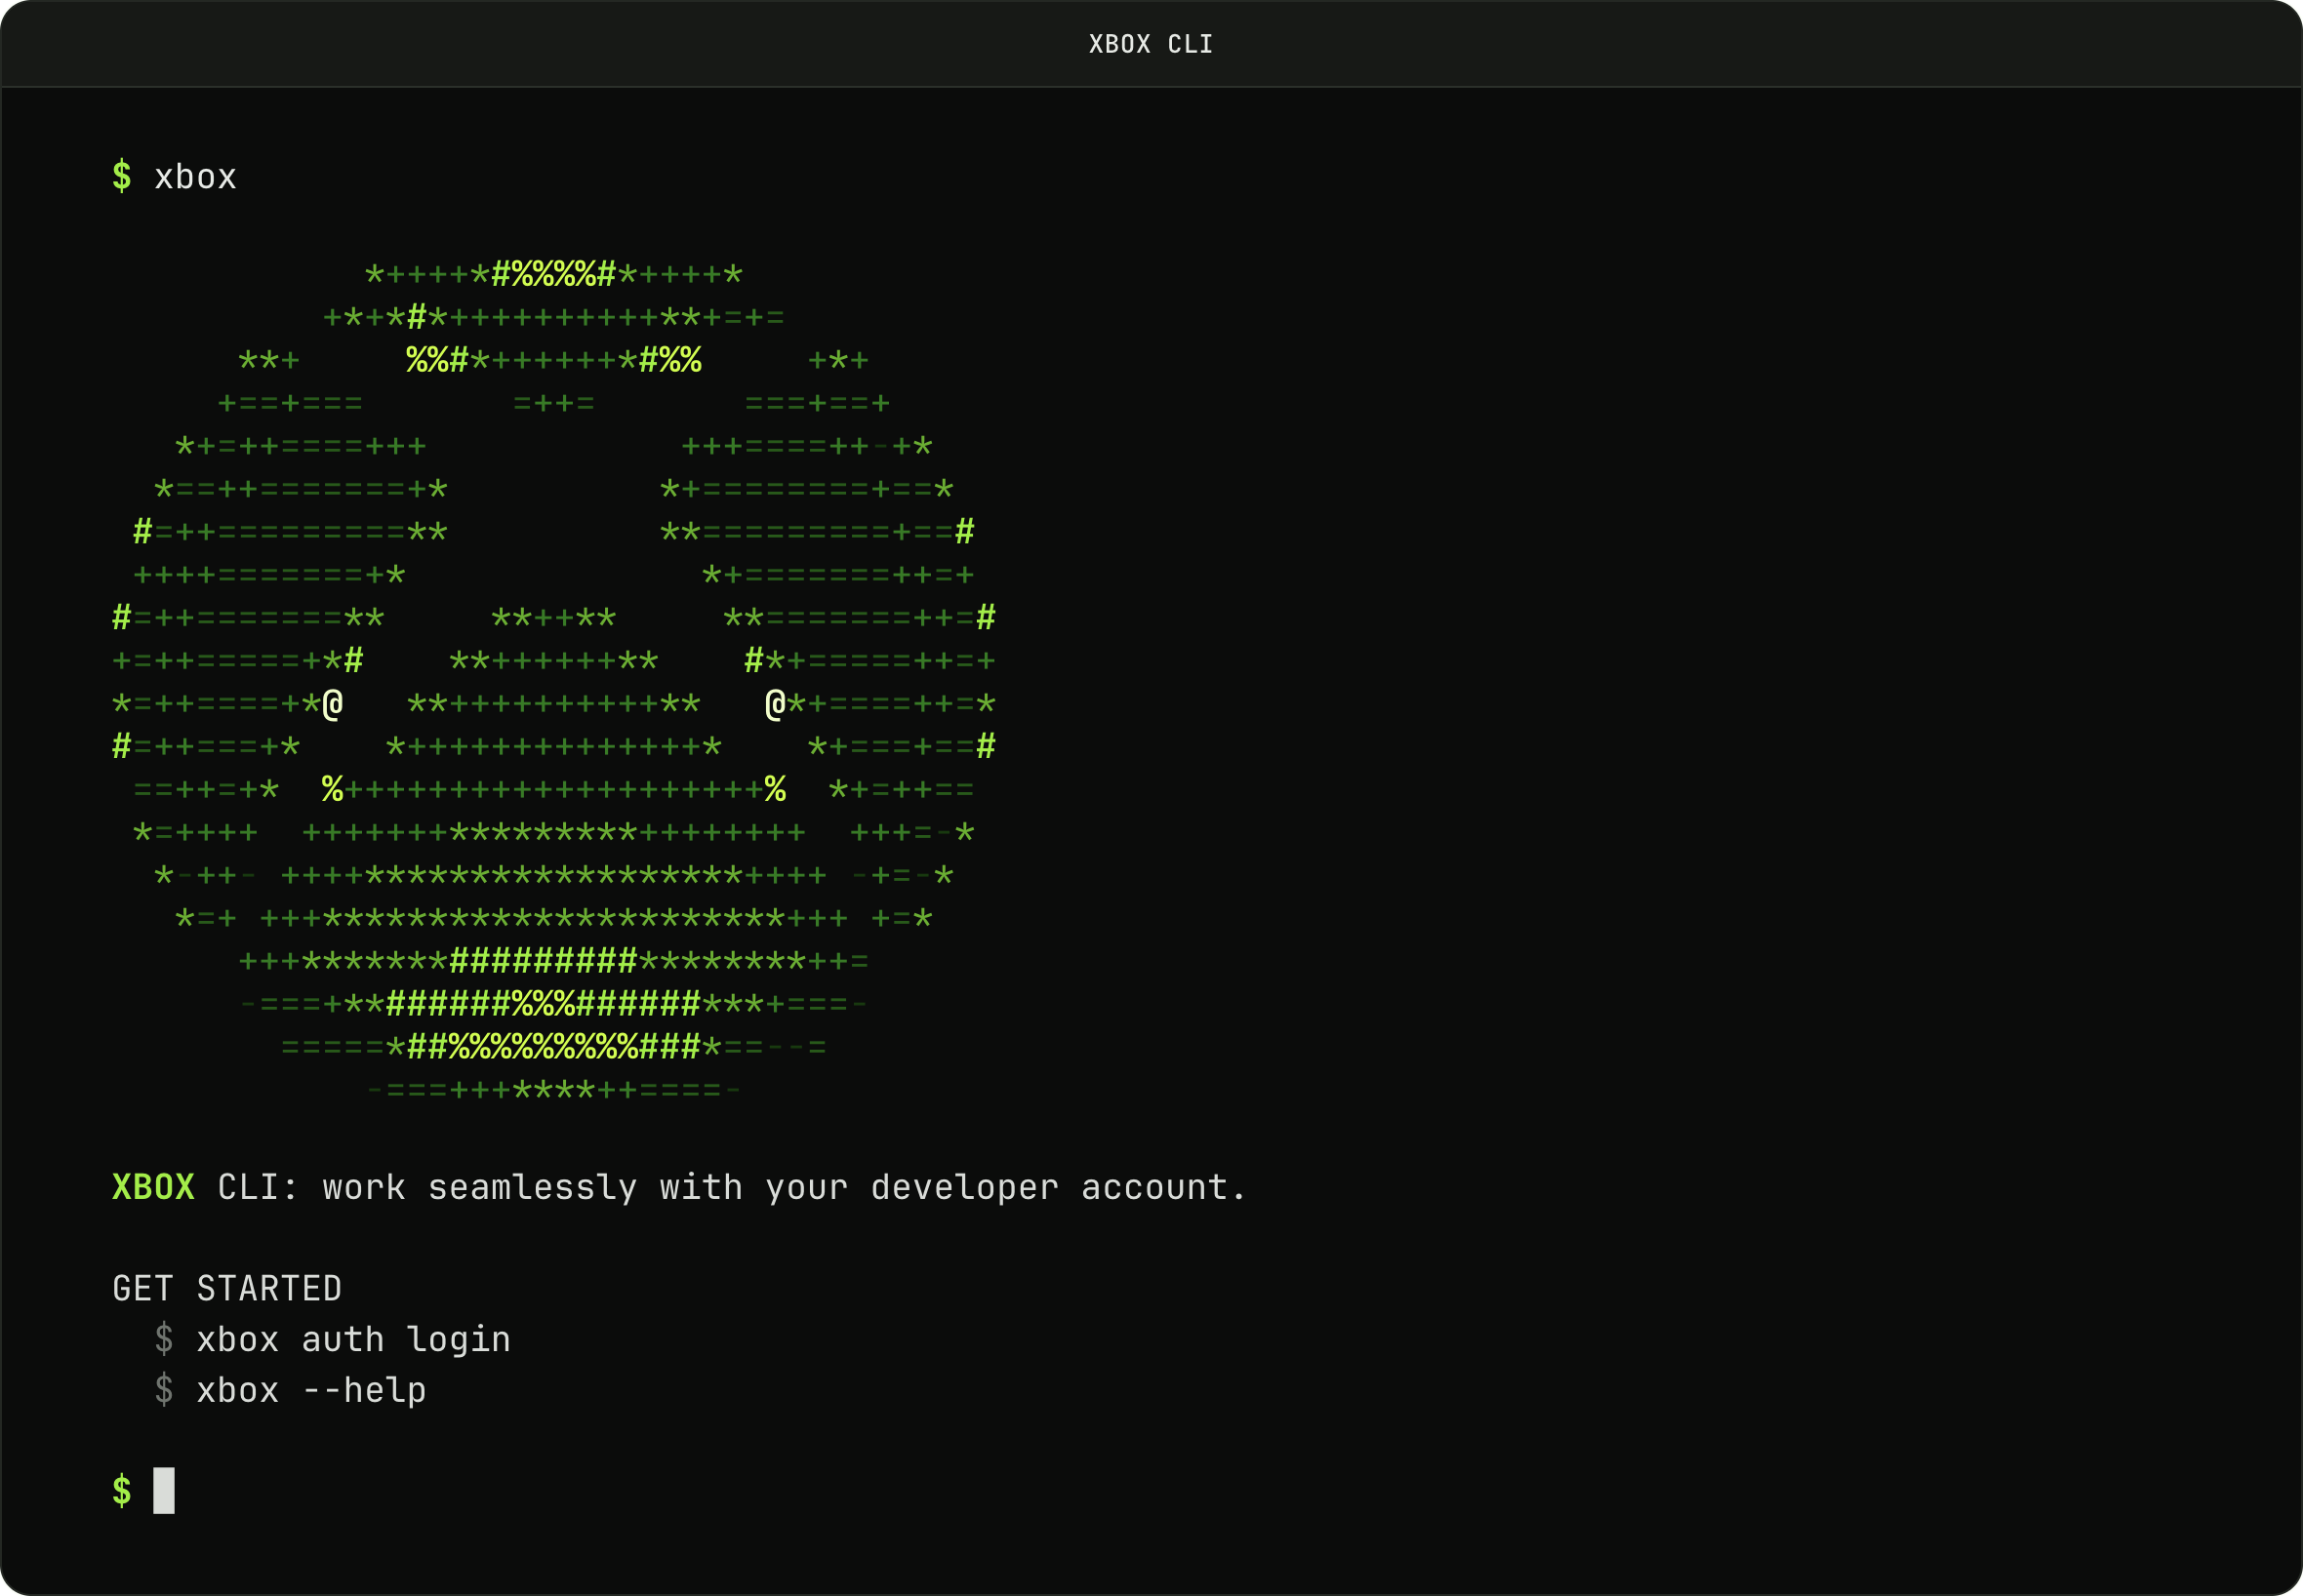 XBOX CLI
$ xbox
XBOX CLI: work seamlessly with your developer account.
GET STARTED
$ xbox auth login
$ xbox --help
$